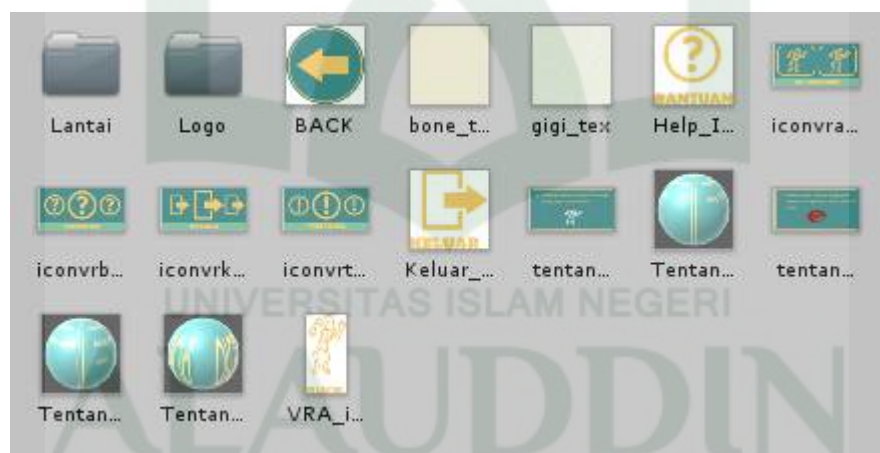 BANTUAN
Lantai Logo BACK bone_t... gigi_tex Help_I... iconvra...
KELUAR
iconvrb... iconvrk... iconvrt... Keluar_... tentan... Tentan... tentan...
UNIVERSITAS ISLAM NEGERI
Tentan... Tentan... VRA_i...
ALAUDDIN